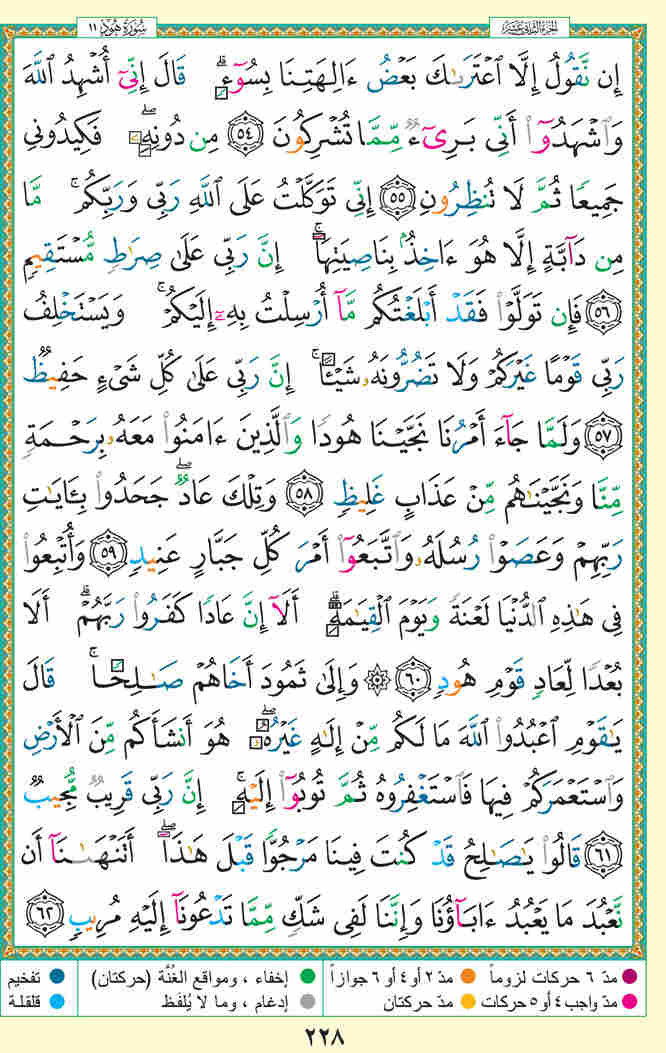 سُورَةُ هُودٍ ١١ الجزء الثاني عشر
إِن نَّقُولُ إِلَّا ٱعْتَرَىٰكَ بَعْضُ ءَالِهَتِنَا بِسُوٓءٍ ۗ قَالَ إِنِّىٓ أُشْهِدُ ٱللَّهَ
وَٱشْهَدُوٓا۟ أَنِّى بَرِىٓءٌ مِّمَّا تُشْرِكُونَ ٥٤ مِن دُونِهِۦ ۖ فَكِيدُونِى
جَمِيعًا ثُمَّ لَا تُنظِرُونِ ٥٥ إِنِّى تَوَكَّلْتُ عَلَى ٱللَّهِ رَبِّى وَرَبِّكُم ۚ مَّا
مِن دَآبَّةٍ إِلَّا هُوَ ءَاخِذٌۢ بِنَاصِيَتِهَآ ۚ إِنَّ رَبِّى عَلَىٰ صِرَٰطٍ مُّسْتَقِيمٍ
٥٦ فَإِن تَوَلَّوْا۟ فَقَدْ أَبْلَغْتُكُم مَّآ أُرْسِلْتُ بِهِۦٓ إِلَيْكُمْ ۚ وَيَسْتَخْلِفُ
رَبِّى قَوْمًا غَيْرَكُمْ وَلَا تَضُرُّونَهُۥ شَيْـًٔا ۚ إِنَّ رَبِّى عَلَىٰ كُلِّ شَىْءٍ حَفِيظٌ
٥٧ وَلَمَّا جَآءَ أَمْرُنَا نَجَّيْنَا هُودًا وَٱلَّذِينَ ءَامَنُوا۟ مَعَهُۥ بِرَحْمَةٍ
مِّنَّا وَنَجَّيْنَـٰهُم مِّنْ عَذَابٍ غَلِيظٍ ٥٨ وَتِلْكَ عَادٌ ۖ جَحَدُوا۟ بِـَٔايَـٰتِ
رَبِّهِمْ وَعَصَوْا۟ رُسُلَهُۥ وَٱتَّبَعُوٓا۟ أَمْرَ كُلِّ جَبَّارٍ عَنِيدٍ ٥٩ وَأُتْبِعُوا۟
فِى هَـٰذِهِ ٱلدُّنْيَا لَعْنَةً وَيَوْمَ ٱلْقِيَـٰمَةِ ۗ أَلَآ إِنَّ عَادًا كَفَرُوا۟ رَبَّهُمْ ۗ أَلَا
بُعْدًا لِّعَادٍ قَوْمِ هُودٍ ٦٠ ۞ وَإِلَىٰ ثَمُودَ أَخَاهُمْ صَـٰلِحًا ۚ قَالَ
يَـٰقَوْمِ ٱعْبُدُوا۟ ٱللَّهَ مَا لَكُم مِّنْ إِلَـٰهٍ غَيْرُهُۥ ۖ هُوَ أَنشَأَكُم مِّنَ ٱلْأَرْضِ
وَٱسْتَعْمَرَكُمْ فِيهَا فَٱسْتَغْفِرُوهُ ثُمَّ تُوبُوٓا۟ إِلَيْهِ ۚ إِنَّ رَبِّى قَرِيبٌ مُّجِيبٌ
٦١ قَالُوا۟ يَـٰصَـٰلِحُ قَدْ كُنتَ فِينَا مَرْجُوًّا قَبْلَ هَـٰذَآ ۖ أَتَنْهَىٰنَآ أَن
نَّعْبُدَ مَا يَعْبُدُ ءَابَآؤُنَا وَإِنَّنَا لَفِى شَكٍّ مِّمَّا تَدْعُونَآ إِلَيْهِ مُرِيبٍ ٦٢
مدّ ٦ حركات لزوماً مدّ ٢ أو ٤ أو ٦ جوازاً إخفاء ، ومواقع الغُنَّة (حركتان) تفخيم
مدّ واجب ٤ أو ٥ حركات مدّ حركتان إدغام ، وما لا يُلفَظ قلقلة
٢٢٨